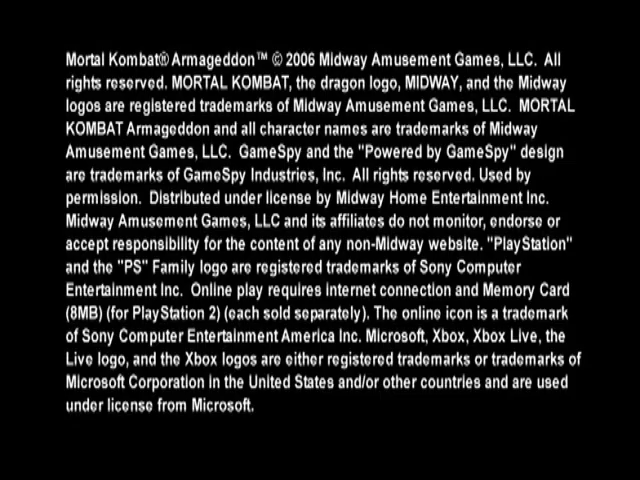 Mortal Kombat® Armageddon™ © 2006 Midway Amusement Games, LLC.  All
rights reserved. MORTAL KOMBAT, the dragon logo, MIDWAY, and the Midway
logos are registered trademarks of Midway Amusement Games, LLC.  MORTAL
KOMBAT Armageddon and all character names are trademarks of Midway
Amusement Games, LLC.  GameSpy and the "Powered by GameSpy" design
are trademarks of GameSpy Industries, Inc.  All rights reserved. Used by
permission.  Distributed under license by Midway Home Entertainment Inc.
Midway Amusement Games, LLC and its affiliates do not monitor, endorse or
accept responsibility for the content of any non-Midway website. "PlayStation"
and the "PS" Family logo are registered trademarks of Sony Computer
Entertainment Inc.  Online play requires internet connection and Memory Card
(8MB) (for PlayStation 2) (each sold separately). The online icon is a trademark
of Sony Computer Entertainment America Inc. Microsoft, Xbox, Xbox Live, the
Live logo, and the Xbox logos are either registered trademarks or trademarks of
Microsoft Corporation in the United States and/or other countries and are used
under license from Microsoft.